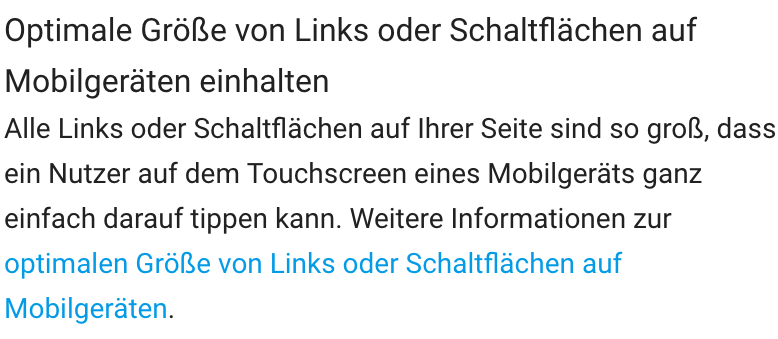 Optimale Größe von Links oder Schaltflächen auf
Mobilgeräten einhalten
Alle Links oder Schaltflächen auf Ihrer Seite sind so groß, dass
ein Nutzer auf dem Touchscreen eines Mobilgeräts ganz
einfach darauf tippen kann. Weitere Informationen zur
optimalen Größe von Links oder Schaltflächen auf
Mobilgeräten.